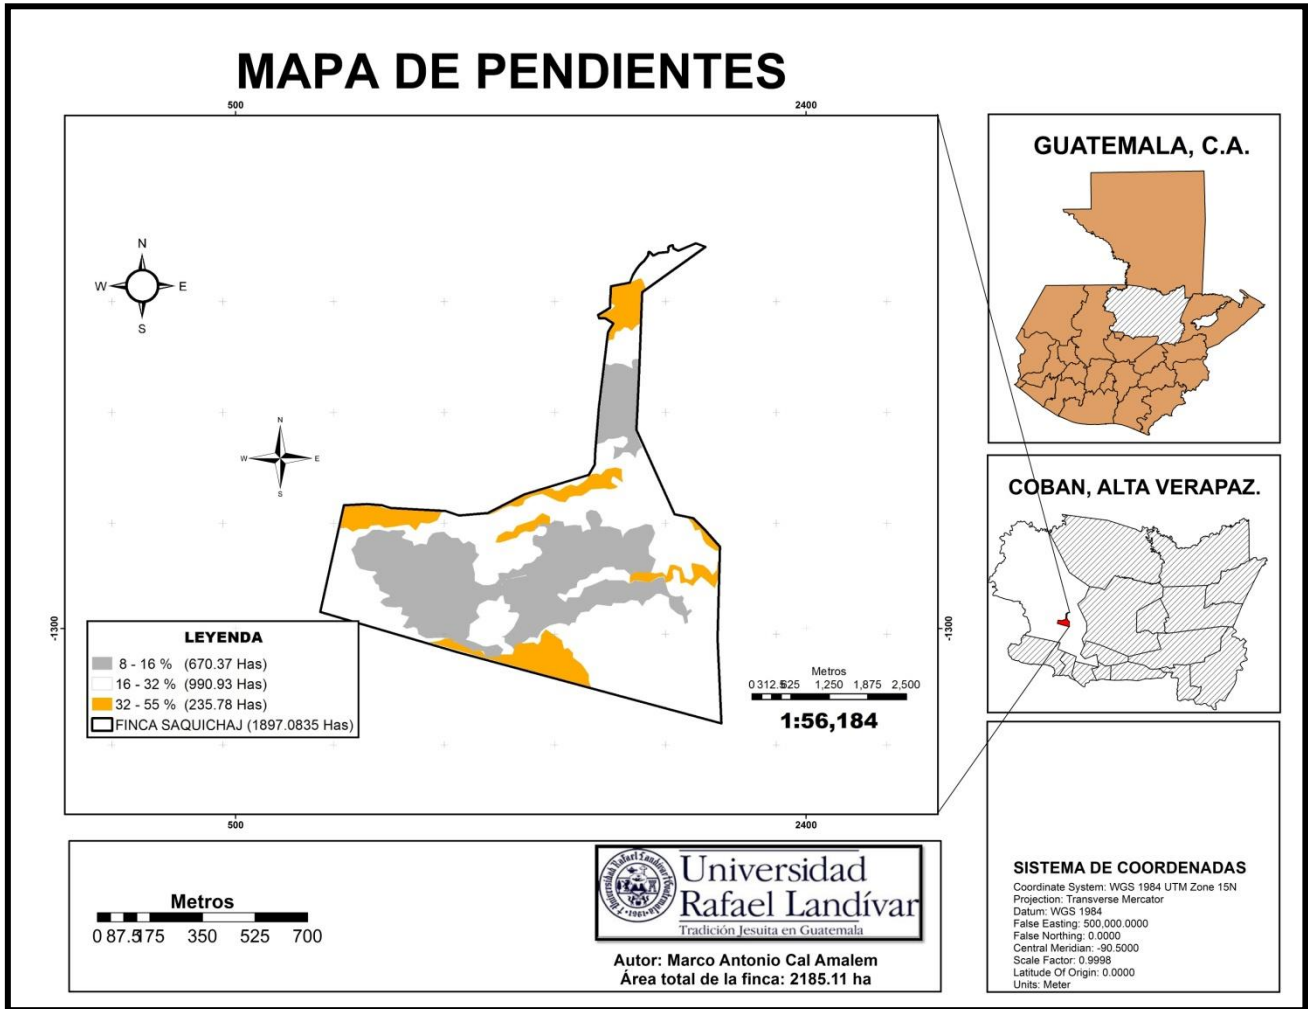 MAPA DE PENDIENTES
500
2400
N
W
E
S
N
W
E
S
-1300
-1300
LEYENDA
8 - 16 % (670.37 Has)
16 - 32 % (990.93 Has)
32 - 55 % (235.78 Has)
FINCA SAQUICHAJ (1897.0835 Has)
Metros
0 312.5 625 1,250 1,875 2,500
1:56,184
500
2400
GUATEMALA, C.A.
COBAN, ALTA VERAPAZ.
Metros
0 87.5 175 350 525 700
Universidad
Rafael Landívar
Tradición Jesuita en Guatemala
Autor: Marco Antonio Cal Amalem
Área total de la finca: 2185.11 ha
SISTEMA DE COORDENADAS
Coordinate System: WGS 1984 UTM Zone 15N
Projection: Transverse Mercator
Datum: WGS 1984
False Easting: 500,000.0000
False Northing: 0.0000
Central Meridian: -90.5000
Scale Factor: 0.9998
Latitude Of Origin: 0.0000
Units: Meter